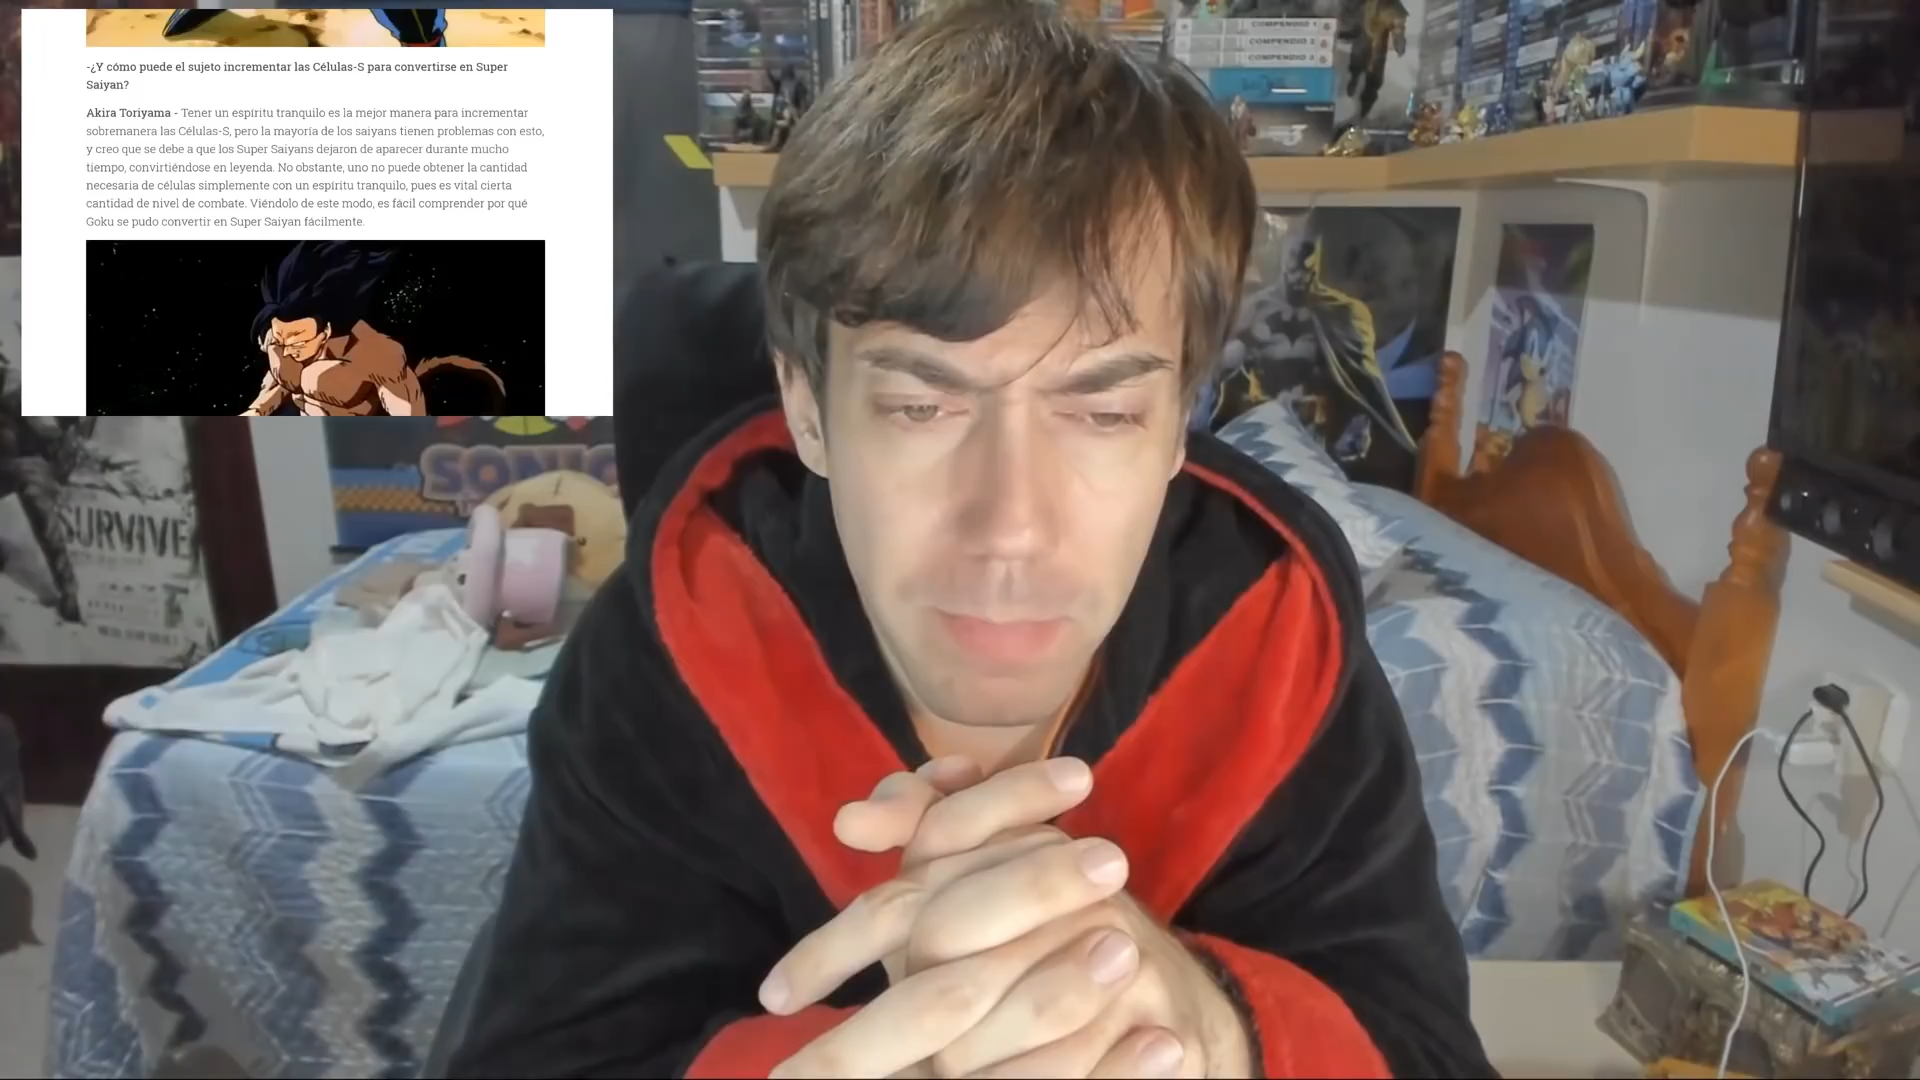 -¿Y cómo puede el sujeto incrementar las Células-S para convertirse en Super
Saiyan?
Akira Toriyama - Tener un espíritu tranquilo es la mejor manera para incrementar
sobremanera las Células-S, pero la mayoría de los saiyans tienen problemas con esto,
y creo que se debe a que los Super Saiyans dejaron de aparecer durante mucho
tiempo, convirtiéndose en leyenda. No obstante, uno no puede obtener la cantidad
necesaria de células simplemente con un espíritu tranquilo, pues es vital cierta
cantidad de nivel de combate. Viéndolo de este modo, es fácil comprender por qué
Goku se pudo convertir en Super Saiyan fácilmente.
COMPENDIO 1
COMPENDIO 2
COMPENDIO 3
SONIC
SURVIVE